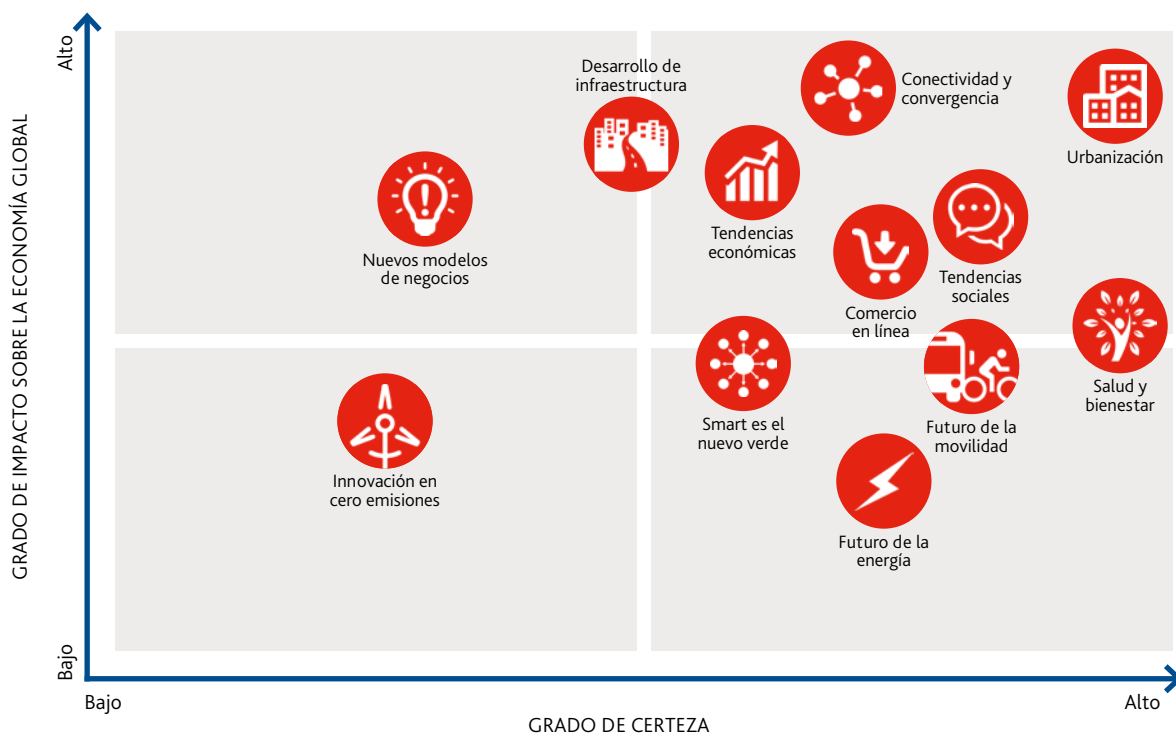 GRADO DE IMPACTO SOBRE LA ECONOMÍA GLOBAL
Alto
Desarrollo de
infraestructura
Conectividad y
convergencia
Urbanización
Nuevos modelos
de negocios
Tendencias
económicas
Tendencias
sociales
Comercio
en línea
Salud y
bienestar
Smart es el
nuevo verde
Futuro de la
movilidad
Innovación en
cero emisiones
Futuro de la
energía
Bajo
Bajo
Alto
GRADO DE CERTEZA